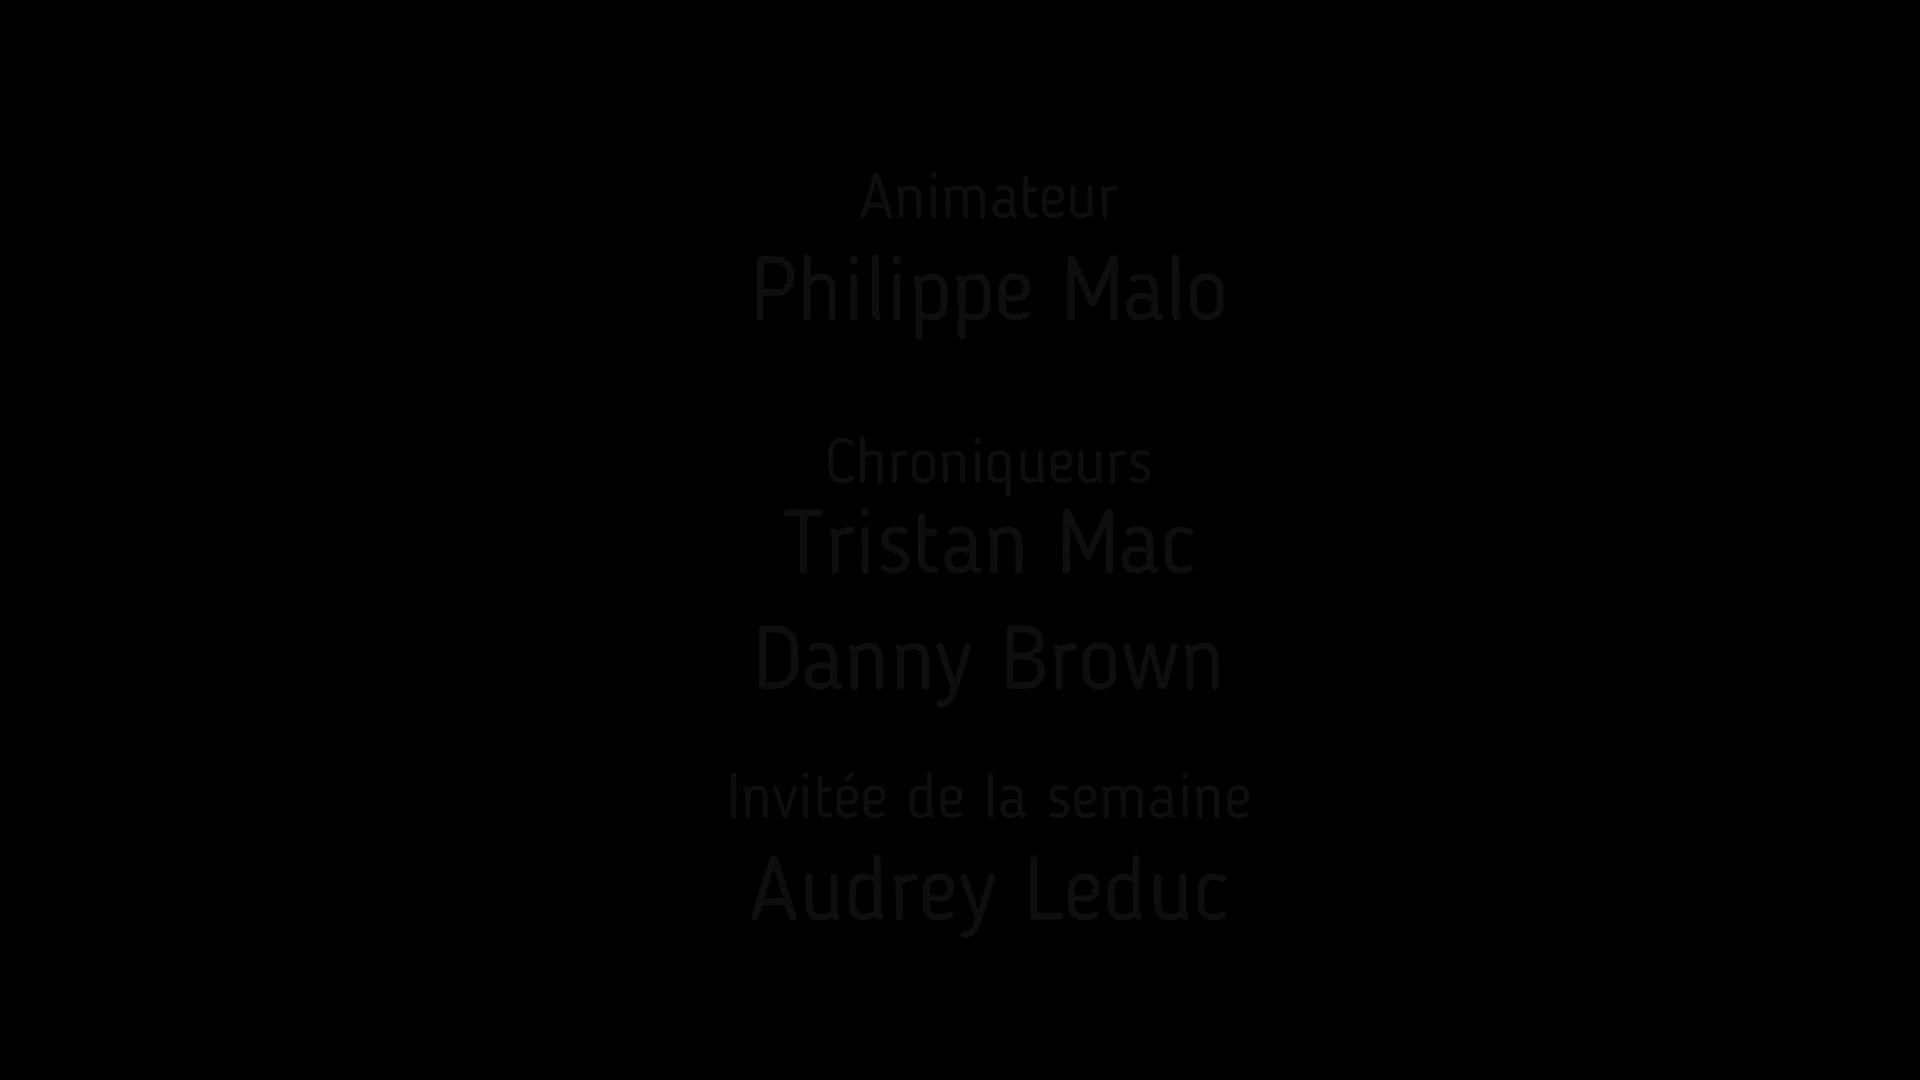 Animateur
Philippe Malo
Chroniqueurs
Tristan Mac
Danny Brown
Invitée de la semaine
Audrey Leduc